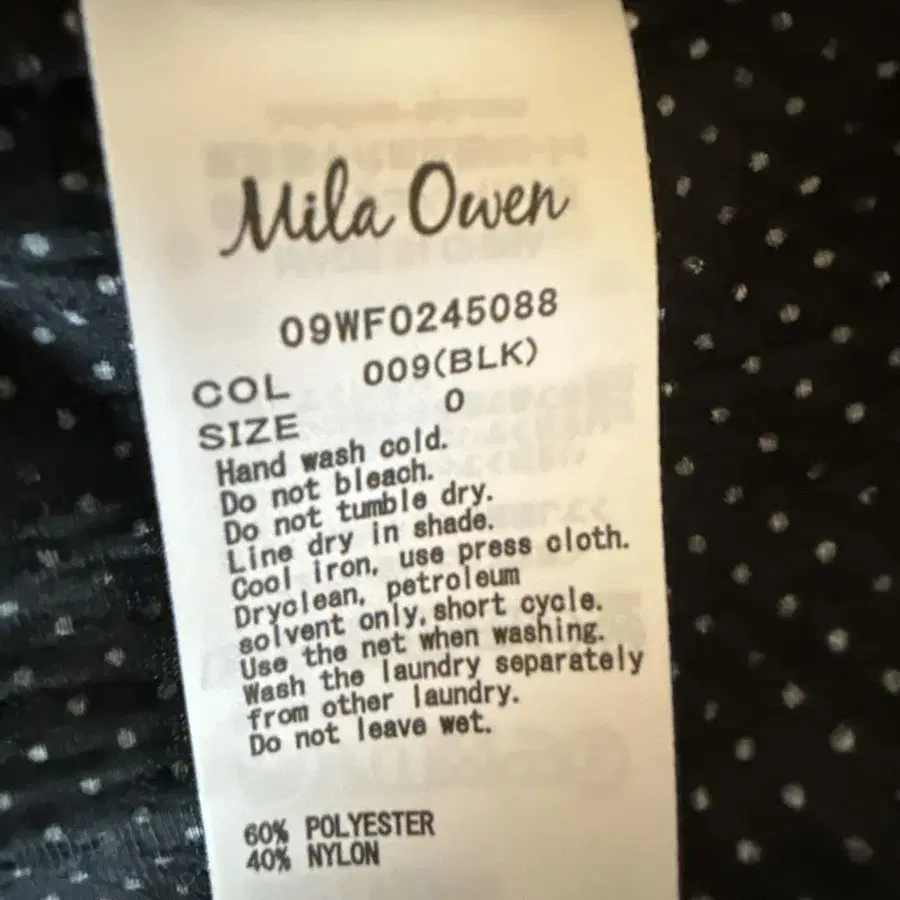 Mila Owen
09WF0245088
COL 009(BLK)
SIZE 0
Hand wash cold.
Do not bleach.
Do not tumble dry.
Line dry in shade.
Cool iron, use press cloth.
Dryclean, petroleum
solvent only, short cycle.
Use the net when washing.
Wash the laundry separately
from other laundry.
Do not leave wet.
60% POLYESTER
40% NYLON